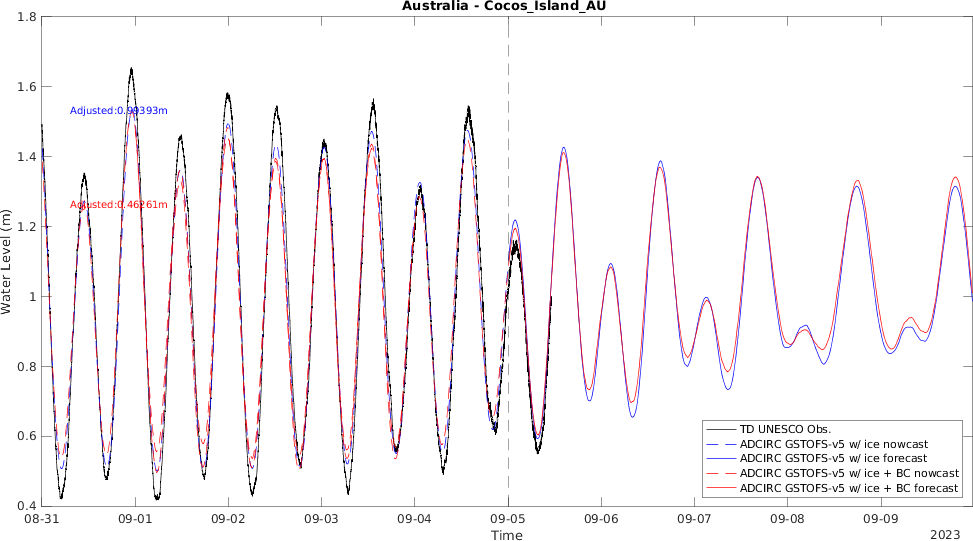 Australia - Cocos_Island_AU
1.8
1.6
1.4
1.2
1
0.8
0.6
0.4
Water Level (m)
Adjusted:0.99393m
Adjusted:0.46261m
TD UNESCO Obs.
ADCIRC GSTOFS-v5 w/ ice nowcast
ADCIRC GSTOFS-v5 w/ ice forecast
ADCIRC GSTOFS-v5 w/ ice + BC nowcast
ADCIRC GSTOFS-v5 w/ ice + BC forecast
08-31 09-01 09-02 09-03 09-04 09-05 09-06 09-07 09-08 09-09
Time
2023